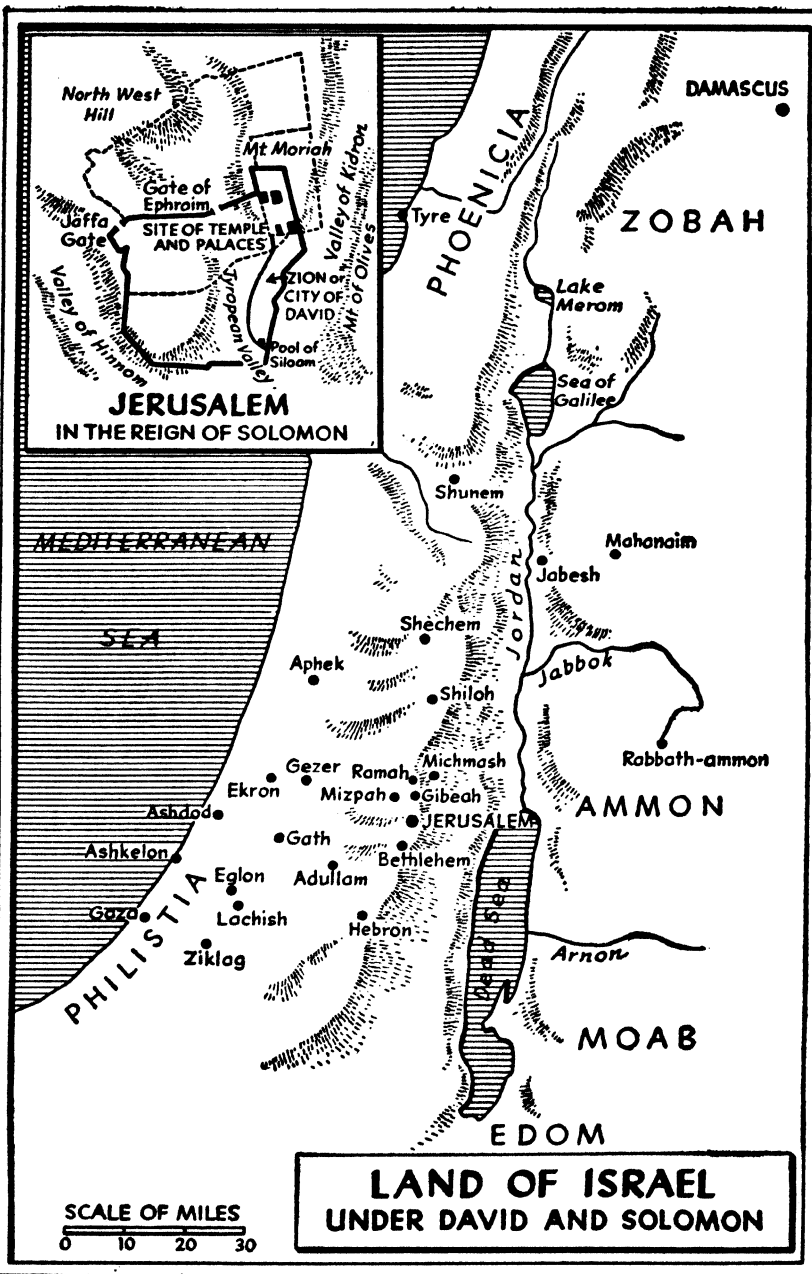 North West
Hill
Mt Moriah
Gate of
Ephraim
Jaffa
Gate
SITE OF TEMPLE
AND PALACES
Valley of Kidron
Mt of Olives
ZION or
CITY OF
DAVID
Tyropean Valley
Valley of Hinnom
Pool of
Siloam
JERUSALEM
IN THE REIGN OF SOLOMON
DAMASCUS
PHOENICIA
Tyre
ZOBAH
Lake
Merom
Sea of
Galilee
Shunem
MEDITERRANEAN
SEA
Mahanaim
Jabesh
Jordan
Shechem
Aphek
Jabbok
Shiloh
Rabbath-ammon
Michmash
Ramah
Gezer
Ekron
Mizpah
Gibeah
AMMON
Ashdod
JERUSALEM
Gath
Ashkelon
Bethlehem
Adullam
Eglon
Lachish
Gaza
Hebron
Ziklag
PHILISTIA
Dead Sea
Arnon
MOAB
EDOM
LAND OF ISRAEL
UNDER DAVID AND SOLOMON
SCALE OF MILES
0 10 20 30